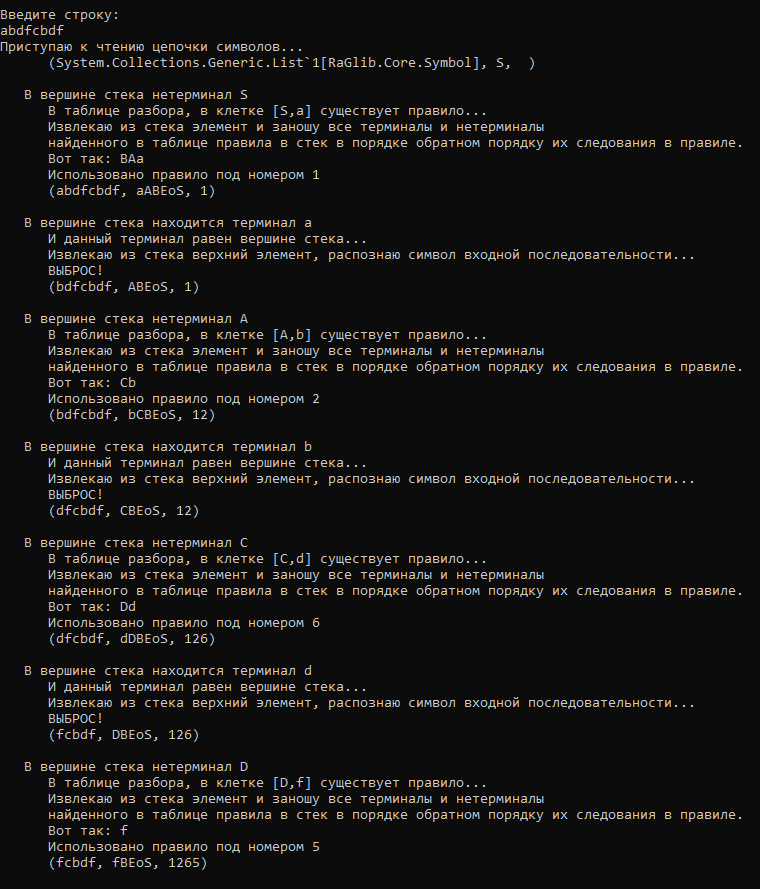 Введите строку:
abdfcbdf
Приступаю к чтению цепочки символов...
(System.Collections.Generic.List`1[RaGlib.Core.Symbol], S,  )
В вершине стека нетерминал S
В таблице разбора, в клетке [S,a] существует правило...
Извлекаю из стека элемент и заношу все терминалы и нетерминалы
найденного в таблице правила в стек в порядке обратном порядку их следования в правиле.
Вот так: BAa
Использовано правило под номером 1
(abdfcbdf, aABEoS, 1)
В вершине стека находится терминал a
И данный терминал равен вершине стека...
Извлекаю из стека верхний элемент, распознаю символ входной последовательности...
ВЫБРОС!
(bdfcbdf, ABEoS, 1)
В вершине стека нетерминал A
В таблице разбора, в клетке [A,b] существует правило...
Извлекаю из стека элемент и заношу все терминалы и нетерминалы
найденного в таблице правила в стек в порядке обратном порядку их следования в правиле.
Вот так: Cb
Использовано правило под номером 2
(bdfcbdf, bCBEoS, 12)
В вершине стека находится терминал b
И данный терминал равен вершине стека...
Извлекаю из стека верхний элемент, распознаю символ входной последовательности...
ВЫБРОС!
(dfcbdf, CBEoS, 12)
В вершине стека нетерминал C
В таблице разбора, в клетке [C,d] существует правило...
Извлекаю из стека элемент и заношу все терминалы и нетерминалы
найденного в таблице правила в стек в порядке обратном порядку их следования в правиле.
Вот так: Dd
Использовано правило под номером 6
(dfcbdf, dDBEoS, 126)
В вершине стека находится терминал d
И данный терминал равен вершине стека...
Извлекаю из стека верхний элемент, распознаю символ входной последовательности...
ВЫБРОС!
(fcbdf, DBEoS, 126)
В вершине стека нетерминал D
В таблице разбора, в клетке [D,f] существует правило...
Извлекаю из стека элемент и заношу все терминалы и нетерминалы
найденного в таблице правила в стек в порядке обратном порядку их следования в правиле.
Вот так: f
Использовано правило под номером 5
(fcbdf, fBEoS, 1265)